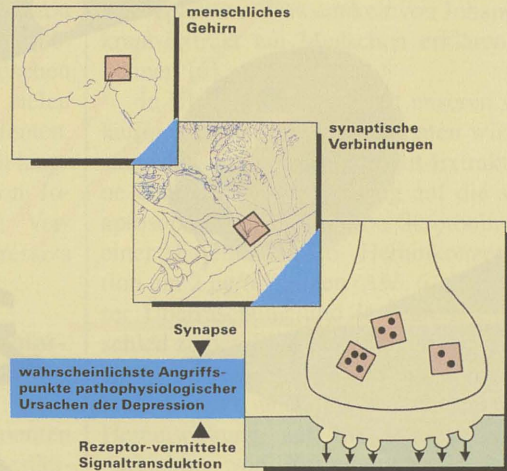 menschliches
Gehirn
synaptische
Verbindungen
Synapse
wahrscheinlichste Angriffs-
punkte pathophysiologischer
Ursachen der Depression
Rezeptor-vermittelte
Signaltransduktion